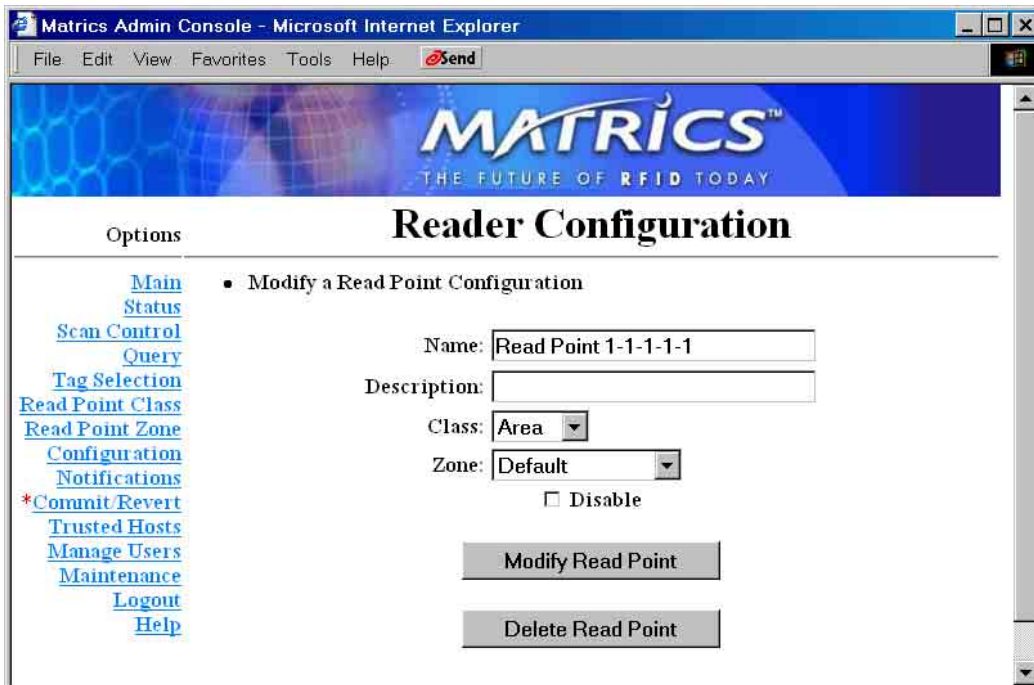 Matrics Admin Console - Microsoft Internet Explorer
File Edit View Favorites Tools Help Send
MATRICS™
THE FUTURE OF RFID TODAY
Options
Reader Configuration
Main
Status
Scan Control
Query
Tag Selection
Read Point Class
Read Point Zone
Configuration
Notifications
*Commit/Revert
Trusted Hosts
Manage Users
Maintenance
Logout
Help
• Modify a Read Point Configuration
Name: Read Point 1-1-1-1-1
Description:
Class: Area
Zone: Default
Disable
Modify Read Point
Delete Read Point